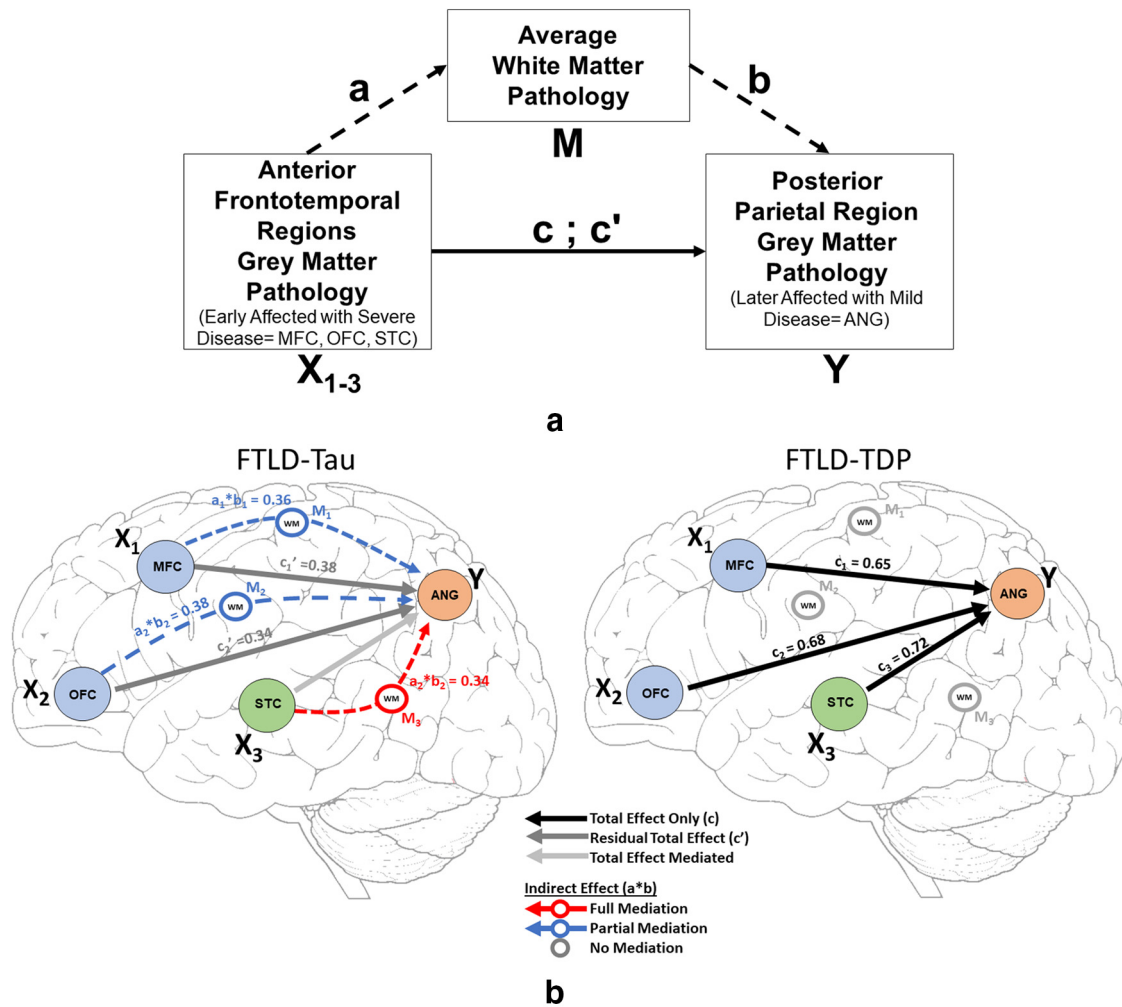 Average
White Matter
Pathology
M
a
b
Anterior
Frontotemporal
Regions
Grey Matter
Pathology
(Early Affected with Severe
Disease= MFC, OFC, STC)
X1-3
c ; c'
Posterior
Parietal Region
Grey Matter
Pathology
(Later Affected with Mild
Disease= ANG)
Y
a
FTLD-Tau
a1*b1 = 0.36
WM
M1
X1
MFC
c1' =0.38
Y
ANG
M2
WM
a2*b2 = 0.38
c2' =0.34
X2
OFC
STC
X3
a2*b2 = 0.34
WM
M3
FTLD-TDP
M1
WM
X1
MFC
c1 = 0.65
Y
ANG
M2
WM
c2 = 0.68
c3 = 0.72
X2
OFC
STC
X3
WM
M3
Total Effect Only (c)
Residual Total Effect (c')
Total Effect Mediated
Indirect Effect (a*b)
Full Mediation
Partial Mediation
No Mediation
b